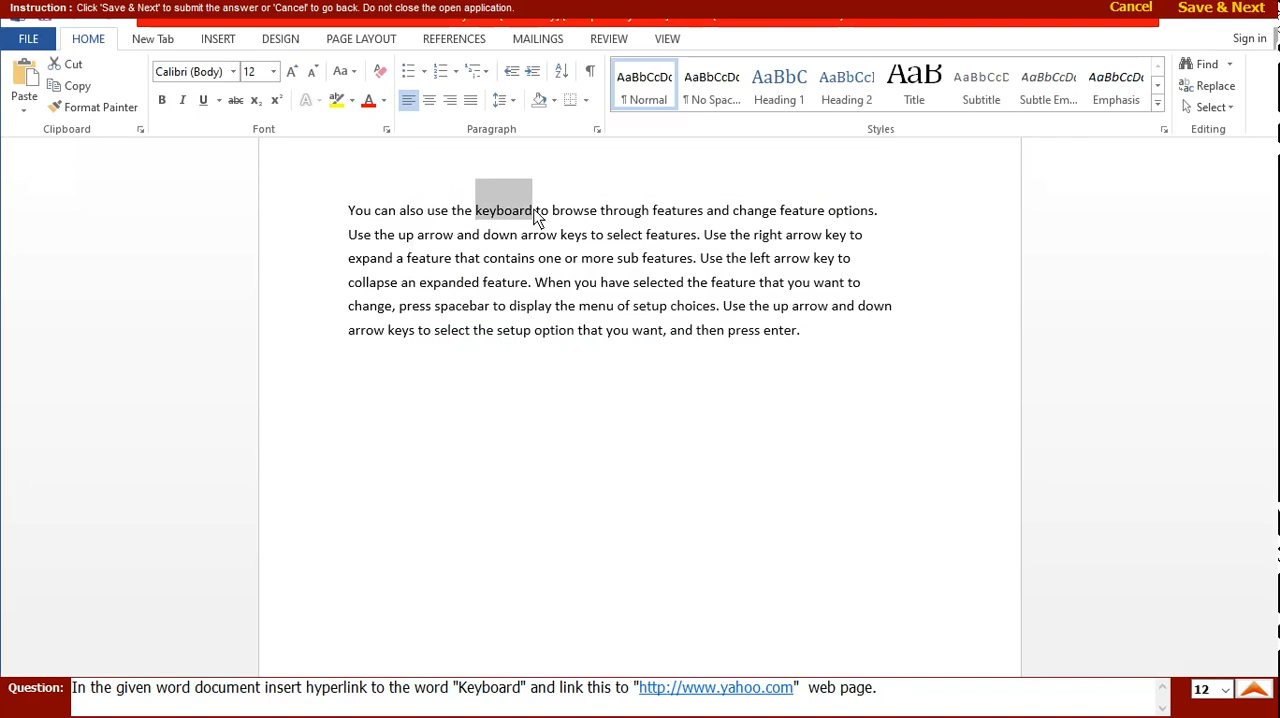 Instruction : Click 'Save & Next' to submit the answer or 'Cancel' to go back. Do not close the open application.
Cancel Save & Next
FILE HOME New Tab INSERT DESIGN PAGE LAYOUT REFERENCES MAILINGS REVIEW VIEW Sign in
Paste Cut Copy Format Painter
Clipboard
Calibri (Body) 12 Aa
B I U abc x₂ x² A A
Font
Paragraph
AaBbCcDc AaBbCcDc AaBbC AaBbCcI AaB AaBbCcD AaBbCcDc AaBbCcDc
¶ Normal ¶ No Spac... Heading Heading 2 Title Subtitle Subtle Em... Emphasis
Styles
Find Replace Select
Editing
You can also use the keyboard to browse through features and change feature options.
Use the up arrow and down arrow keys to select features. Use the right arrow key to
expand a feature that contains one or more sub features. Use the left arrow key to
collapse an expanded feature. When you have selected the feature that you want to
change, press spacebar to display the menu of setup choices. Use the up arrow and down
arrow keys to select the setup option that you want, and then press enter.
Question: In the given word document insert hyperlink to the word "Keyboard" and link this to "http://www.yahoo.com" web page.
12